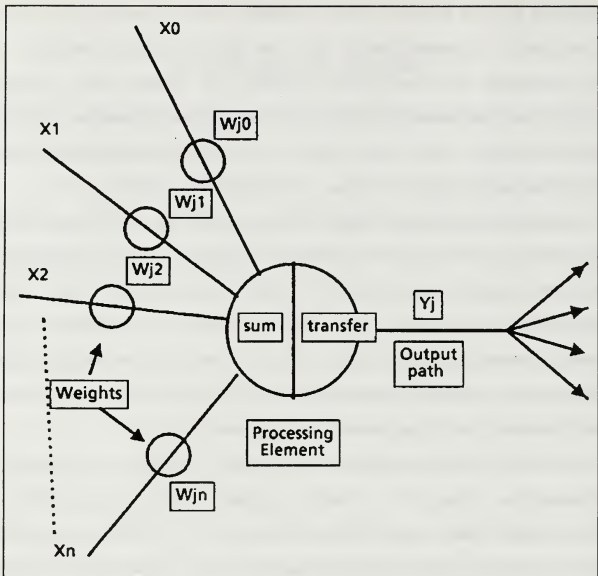 X0
Wj0
X1
Wj1
Wj2
X2
sum
transfer
Yj
Output
path
Weights
Processing
Element
Wjn
Xn